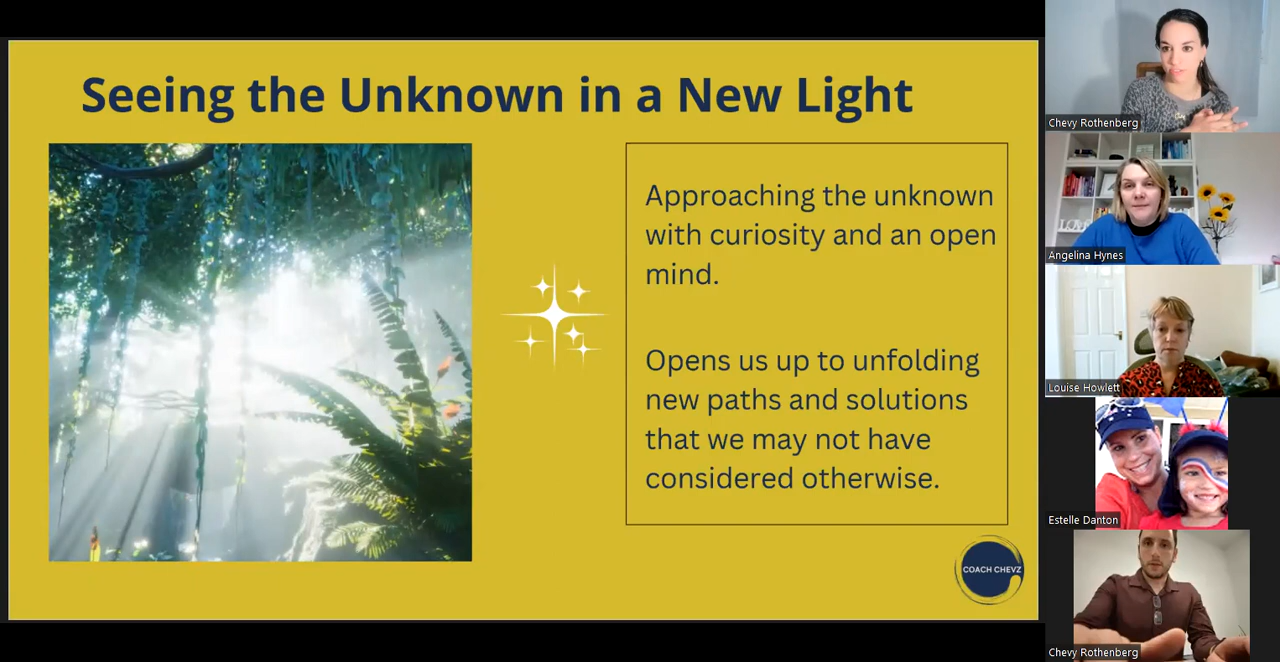 Seeing the Unknown in a New Light
Approaching the unknown
with curiosity and an open
mind.
Opens us up to unfolding
new paths and solutions
that we may not have
considered otherwise.
COACH CHEVZ
Chevy Rothenberg
Angelina Hynes
Louise Howlett
Estelle Danton
Chevy Rothenberg